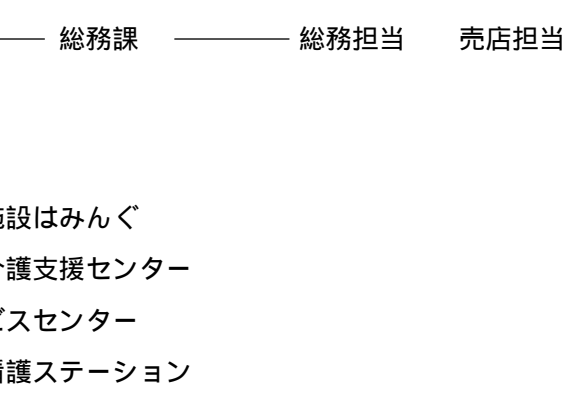 総務課 総務担当 売店担当
設はみんぐ
護支援センター
スセンター
護ステーション